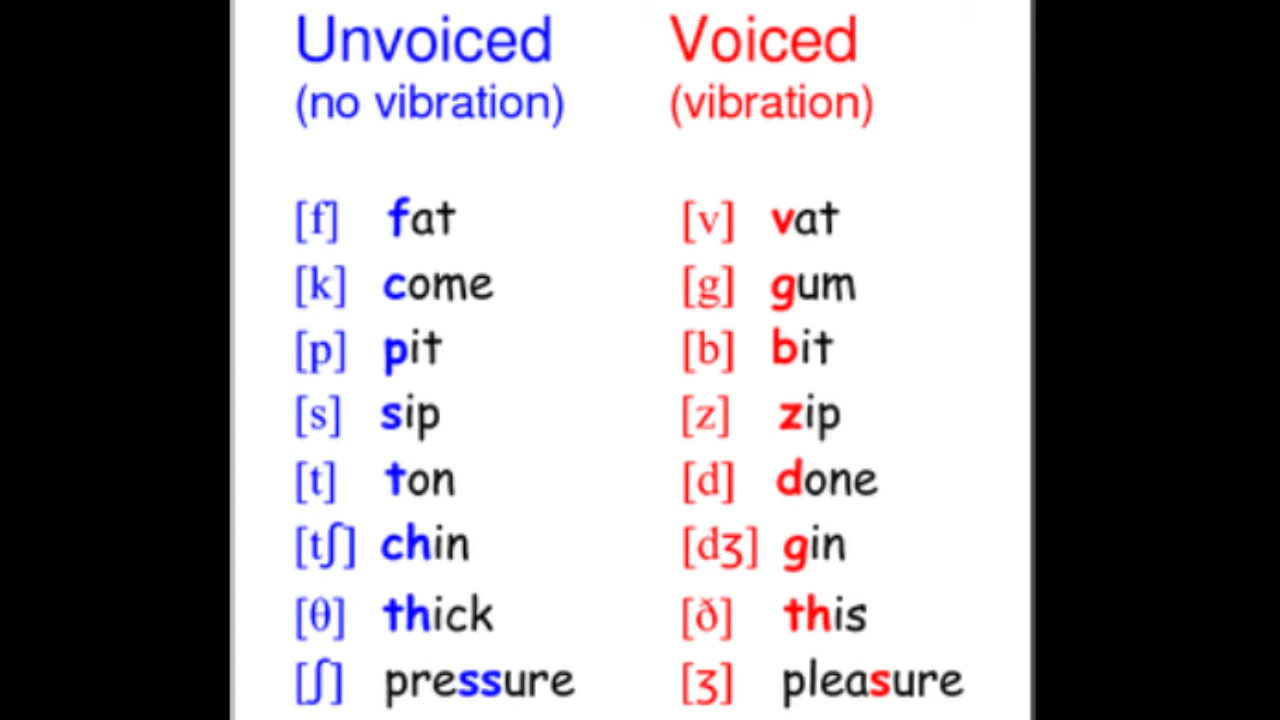 Unvoiced Voiced
(no vibration) (vibration)
[f] fat [v] vat
[k] come [g] gum
[p] pit [b] bit
[s] sip [z] zip
[t] ton [d] done
[tʃ] chin [dʒ] gin
[θ] thick [ð] this
[ʃ] pressure [ʒ] pleasure